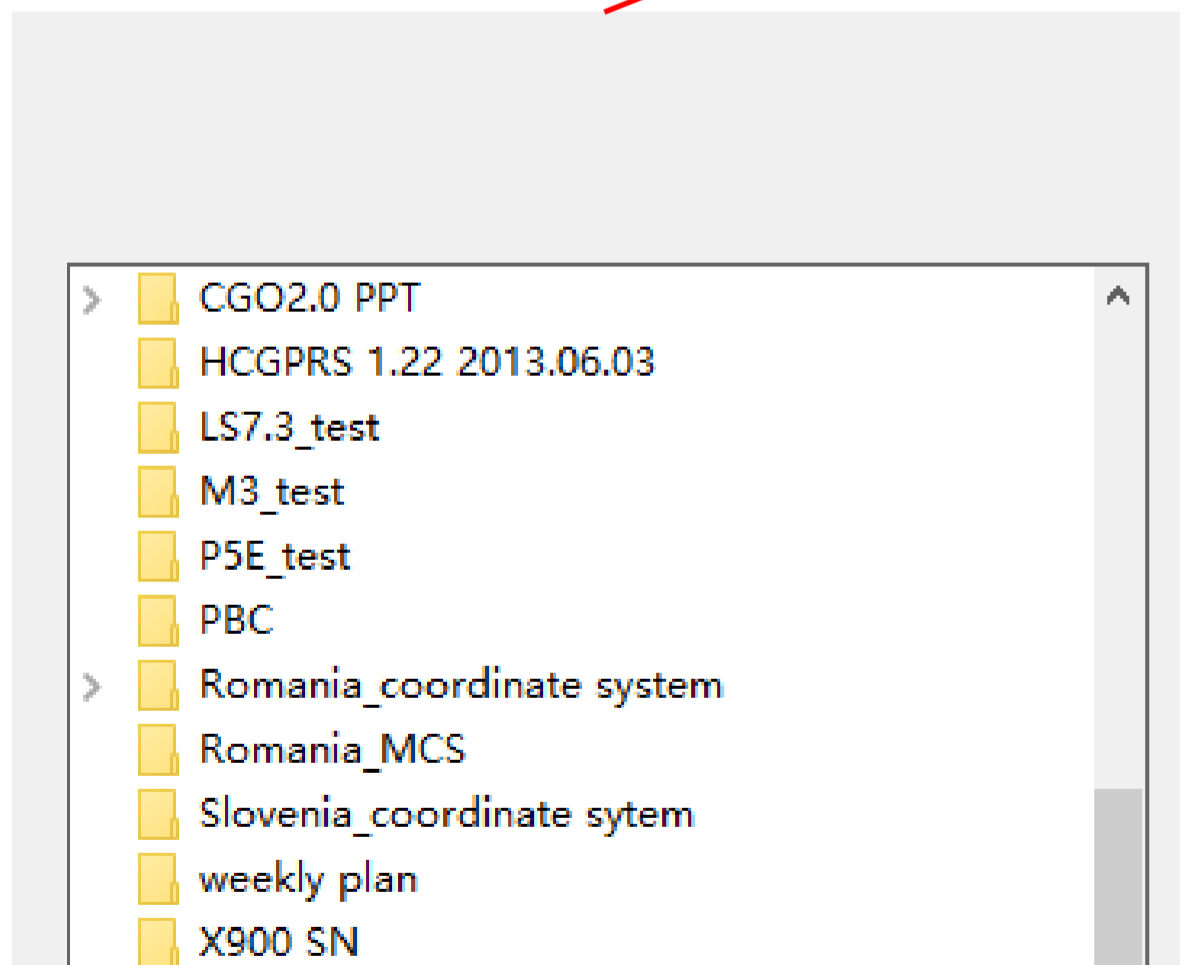 CGO2.0 PPT
HCGPRS 1.22 2013.06.03
LS7.3_test
M3_test
P5E_test
PBC
Romania_coordinate system
Romania_MCS
Slovenia_coordinate sytem
weekly plan
X900 SN